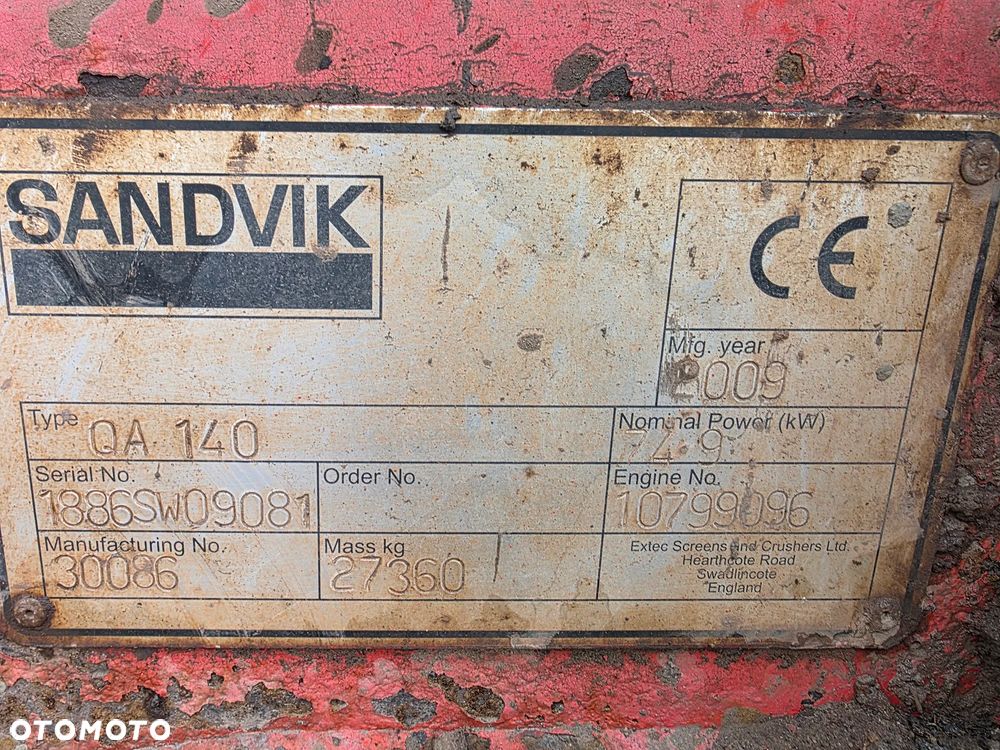 SANDVIK
CE
Mfg. year
2009
Type QA 140
Nominal Power (kW)
74.9
Serial No.
1886SW09081
Order No.
Engine No.
10799096
Manufacturing No.
30086
Mass kg
27360
Extec Screens and Crushers Ltd.
Hearthcote Road
Swadlincote
England
OTOMOTO